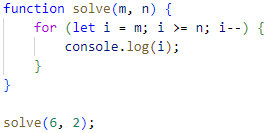 function solve(m, n) {
    for (let i = m; i >= n; i--) {
        console.log(i);
    }
}

solve(6, 2);